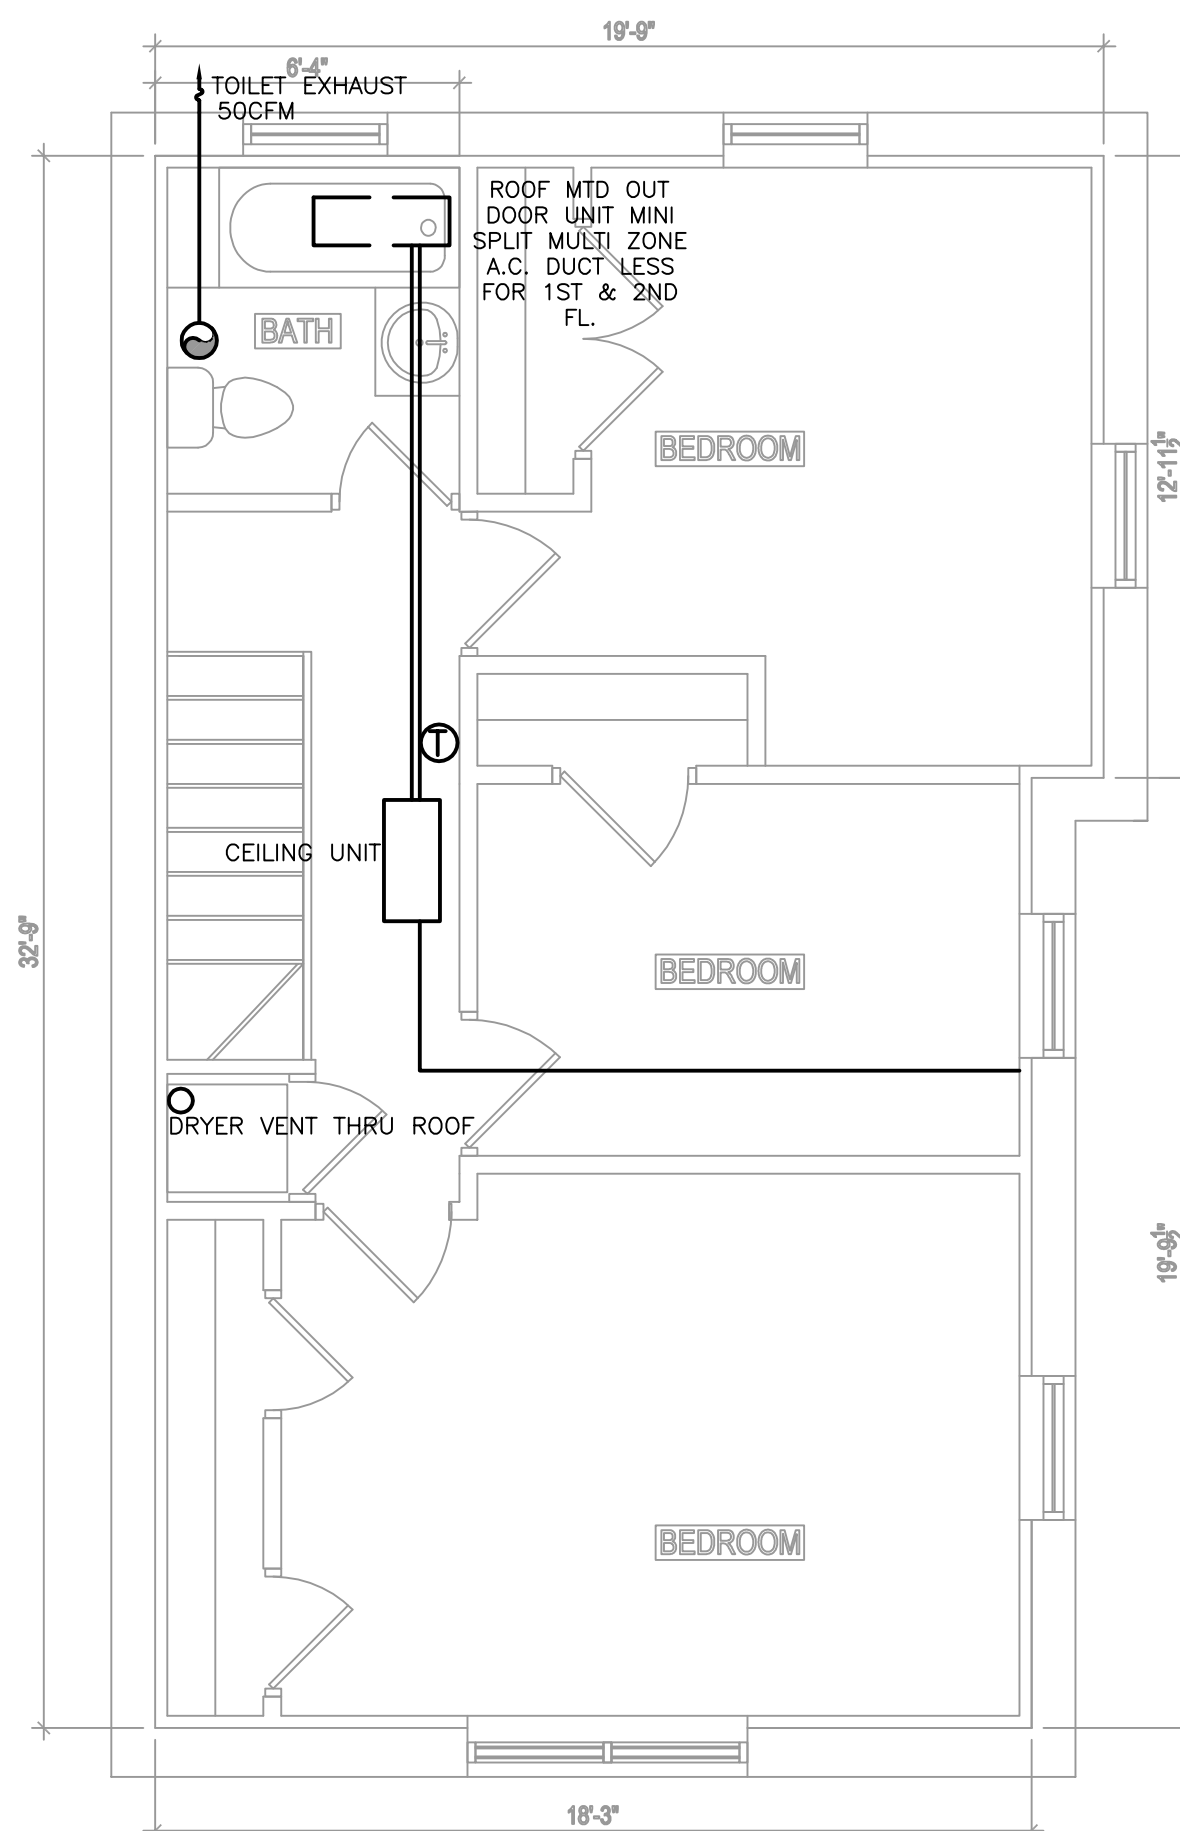 19'-9"
6'-4"
TOILET EXHAUST
50CFM
ROOF MTD OUT
DOOR UNIT MINI
SPLIT MULTI ZONE
A.C. DUCT LESS
FOR 1ST & 2ND
FL.
BATH
BEDROOM
12'-11½"
T
CEILING UNIT
32'-9"
BEDROOM
DRYER VENT THRU ROOF
19'-9½"
BEDROOM
18'-3"